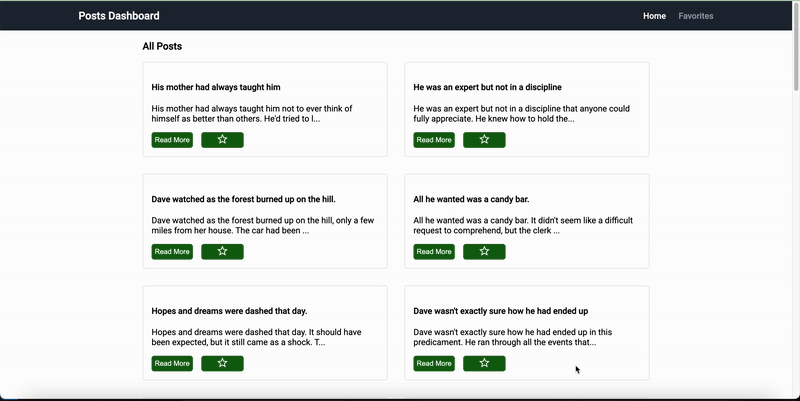 Posts Dashboard
Home Favorites
All Posts
His mother had always taught him
His mother had always taught him not to ever think of
himself as better than others. He'd tried to l...
Read More
He was an expert but not in a discipline
He was an expert but not in a discipline that anyone could
fully appreciate. He knew how to hold the...
Read More
Dave watched as the forest burned up on the hill.
Dave watched as the forest burned up on the hill, only a few
miles from her house. The car had been ...
Read More
All he wanted was a candy bar.
All he wanted was a candy bar. It didn't seem like a difficult
request to comprehend, but the clerk ...
Read More
Hopes and dreams were dashed that day.
Hopes and dreams were dashed that day. It should have
been expected, but it still came as a shock. T...
Read More
Dave wasn't exactly sure how he had ended up
Dave wasn't exactly sure how he had ended up in this
predicament. He ran through all the events that...
Read More